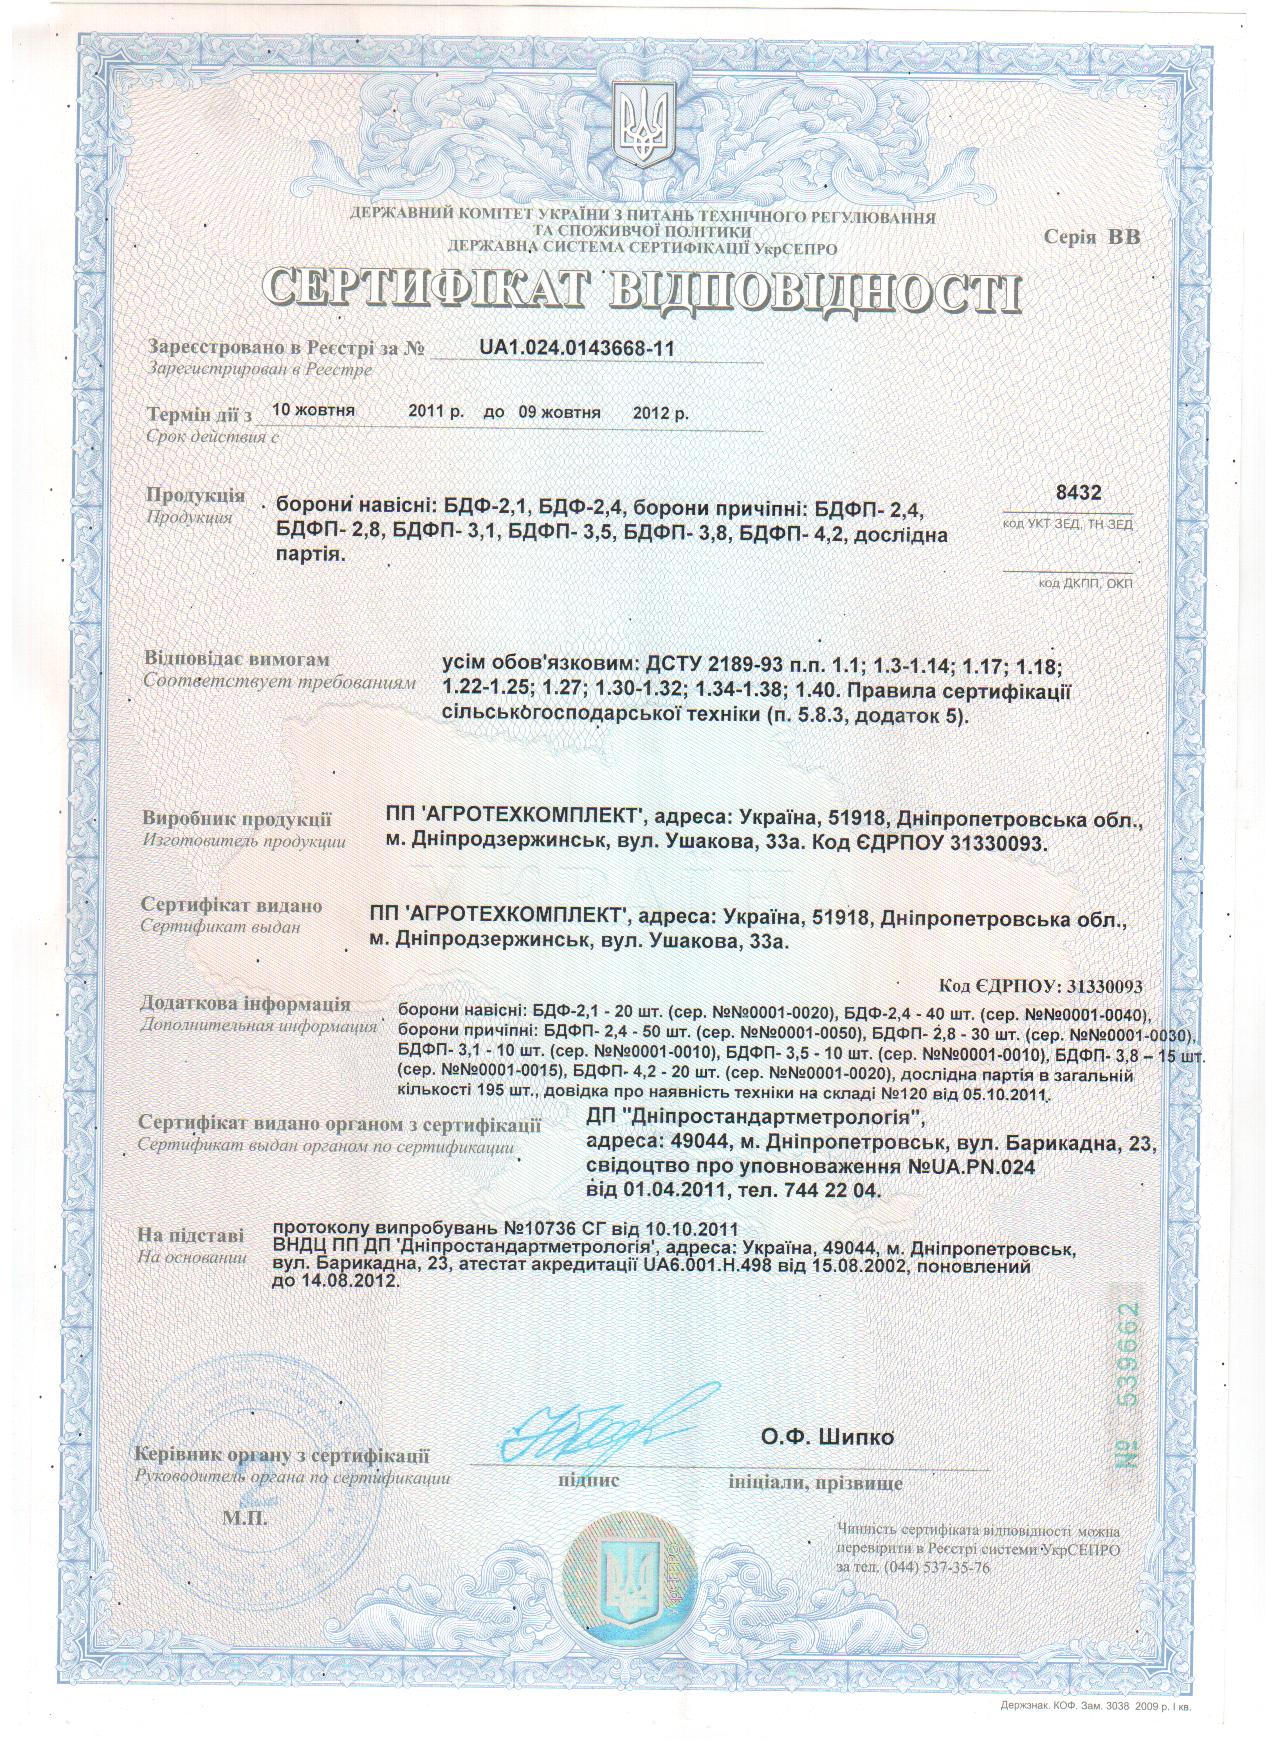 ДЕРЖАВНИЙ КОМІТЕТ УКРАЇНИ З ПИТАНЬ ТЕХНІЧНОГО РЕГУЛЮВАННЯ
ТА СПОЖИВЧОЇ ПОЛІТИКИ
ДЕРЖАВНА СИСТЕМА СЕРТИФІКАЦІЇ УкрСЕПРО
Серія ВВ
СЕРТИФІКАТ ВІДПОВІДНОСТІ
Зареєстровано в Реєстрі за № UA1.024.0143668-11
Зарегистрирован в Реестре
Термін дії з 10 жовтня 2011 р. до 09 жовтня 2012 р.
Срок действия с
Продукція
Продукция
борони навісні: БДФ-2,1, БДФ-2,4, борони причіпні: БДФП- 2,4,
БДФП- 2,8, БДФП- 3,1, БДФП- 3,5, БДФП- 3,8, БДФП- 4,2, дослідна
партія.
8432
код УКТ ЗЕД, ТН ЗЕД
код ДКПП, ОКП
Відповідає вимогам
Соответствует требованиям
усім обов'язковим: ДСТУ 2189-93 п.п. 1.1; 1.3-1.14; 1.17; 1.18;
1.22-1.25; 1.27; 1.30-1.32; 1.34-1.38; 1.40. Правила сертифікації
сільськогосподарської техніки (п. 5.8.3, додаток 5).
Виробник продукції
Изготовитель продукции
ПП 'АГРОТЕХКОМПЛЕКТ', адреса: Україна, 51918, Дніпропетровська обл.,
м. Дніпродзержинськ, вул. Ушакова, 33а. Код ЄДРПОУ 31330093.
Сертифікат видано
Сертификат выдан
ПП 'АГРОТЕХКОМПЛЕКТ', адреса: Україна, 51918, Дніпропетровська обл.,
м. Дніпродзержинськ, вул. Ушакова, 33а.
Код ЄДРПОУ: 31330093
Додаткова інформація
Дополнительная информация
борони навісні: БДФ-2,1 - 20 шт. (сер. №№0001-0020), БДФ-2,4 - 40 шт. (сер. №№0001-0040),
борони причіпні: БДФП- 2,4 - 50 шт. (сер. №№0001-0050), БДФП- 2,8 - 30 шт. (сер. №№0001-0030),
БДФП- 3,1 - 10 шт. (сер. №№0001-0010), БДФП- 3,5 - 10 шт. (сер. №№0001-0010), БДФП- 3,8 – 15 шт.
(сер. №№0001-0015), БДФП- 4,2 - 20 шт. (сер. №№0001-0020), дослідна партія в загальній
кількості 195 шт., довідка про наявність техніки на складі №120 від 05.10.2011.
Сертифікат видано органом з сертифікації
Сертификат выдан органом по сертификации
ДП "Дніпростандартметрологія",
адреса: 49044, м. Дніпропетровськ, вул. Барикадна, 23,
свідоцтво про уповноваження №UA.PN.024
від 01.04.2011, тел. 744 22 04.
На підставі
На основании
протоколу випробувань №10736 СГ від 10.10.2011
ВНДЦ ПП ДП 'Дніпростандартметрологія', адреса: Україна, 49044, м. Дніпропетровськ,
вул. Барикадна, 23, атестат акредитації UA6.001.Н.498 від 15.08.2002, поновлений
до 14.08.2012.
№ 539662
Керівник органу з сертифікації
Руководитель органа по сертификации
О.Ф. Шипко
підпис
ініціали, прізвище
М.П.
Чинність сертифіката відповідності можна
перевірити в Реєстрі системи УкрСЕПРО
за тел. (044) 537-35-76
Держзнак. КОФ. Зам. 3038 2009 р. І кв.